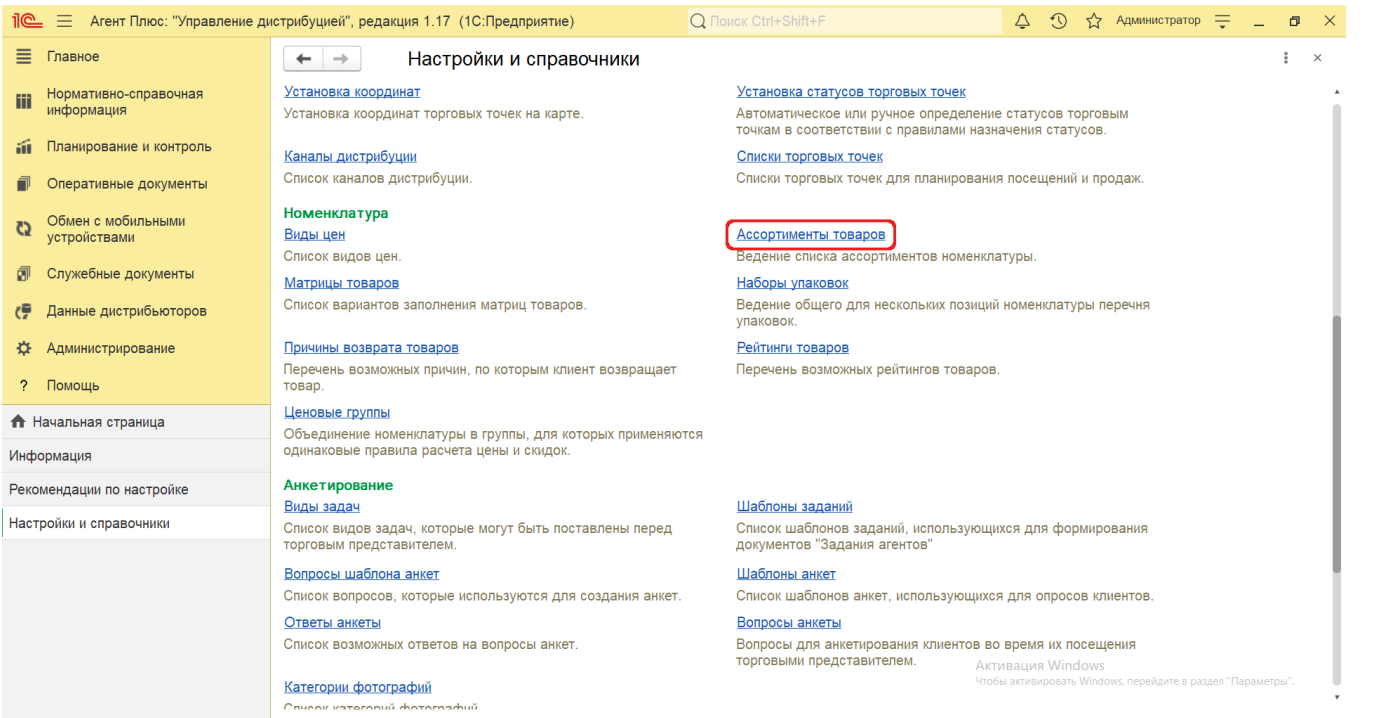 Агент Плюс: "Управление дистрибуцией", редакция 1.17 (1С:Предприятие)
Поиск Ctrl+Shift+F
Администратор
Главное
Нормативно-справочная
информация
Планирование и контроль
Оперативные документы
Обмен с мобильными
устройствами
Служебные документы
Данные дистрибьюторов
Администрирование
? Помощь
Начальная страница
Информация
Рекомендации по настройке
Настройки и справочники
Настройки и справочники
Установка координат
Установка координат торговых точек на карте.
Установка статусов торговых точек
Автоматическое или ручное определение статусов торговым
точкам в соответствии с правилами назначения статусов.
Каналы дистрибуции
Список каналов дистрибуции.
Списки торговых точек
Списки торговых точек для планирования посещений и продаж.
Номенклатура
Виды цен
Список видов цен.
Ассортименты товаров
Ведение списка ассортиментов номенклатуры.
Матрицы товаров
Список вариантов заполнения матриц товаров.
Наборы упаковок
Ведение общего для нескольких позиций номенклатуры перечня
упаковок.
Причины возврата товаров
Перечень возможных причин, по которым клиент возвращает
товар.
Рейтинги товаров
Перечень возможных рейтингов товаров.
Ценовые группы
Объединение номенклатуры в группы, для которых применяются
одинаковые правила расчета цены и скидок.
Анкетирование
Виды задач
Список видов задач, которые могут быть поставлены перед
торговым представителем.
Шаблоны заданий
Список шаблонов заданий, использующихся для формирования
документов "Задания агентов"
Вопросы шаблона анкет
Список вопросов, которые используются для создания анкет.
Шаблоны анкет
Список шаблонов анкет, использующихся для опросов клиентов.
Ответы анкеты
Список возможных ответов на вопросы анкет.
Вопросы анкеты
Вопросы для анкетирования клиентов во время их посещения
торговыми представителем.
Категории фотографий
Список категорий фотографий
Активация Windows
Чтобы активировать Windows, перейдите в раздел "Параметры".